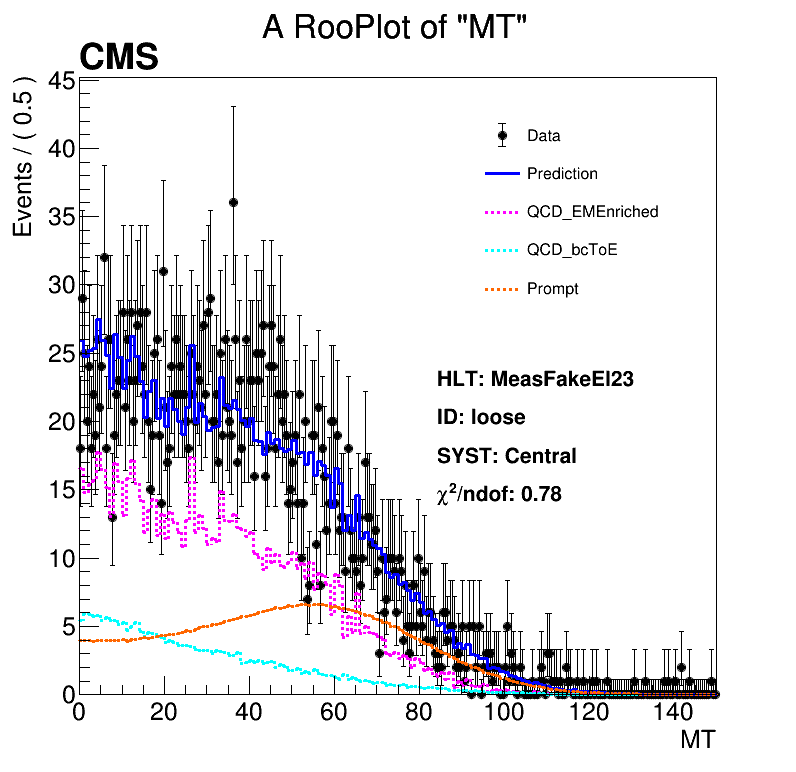 A RooPlot of "MT"
CMS
Events / ( 0.5 )
45
40
35
30
25
20
15
10
5
0
Data
Prediction
QCD_EMEnriched
QCD_bcToE
Prompt
HLT: MeasFakeEl23
ID: loose
SYST: Central
χ²/ndof: 0.78
0 20 40 60 80 100 120 140
MT